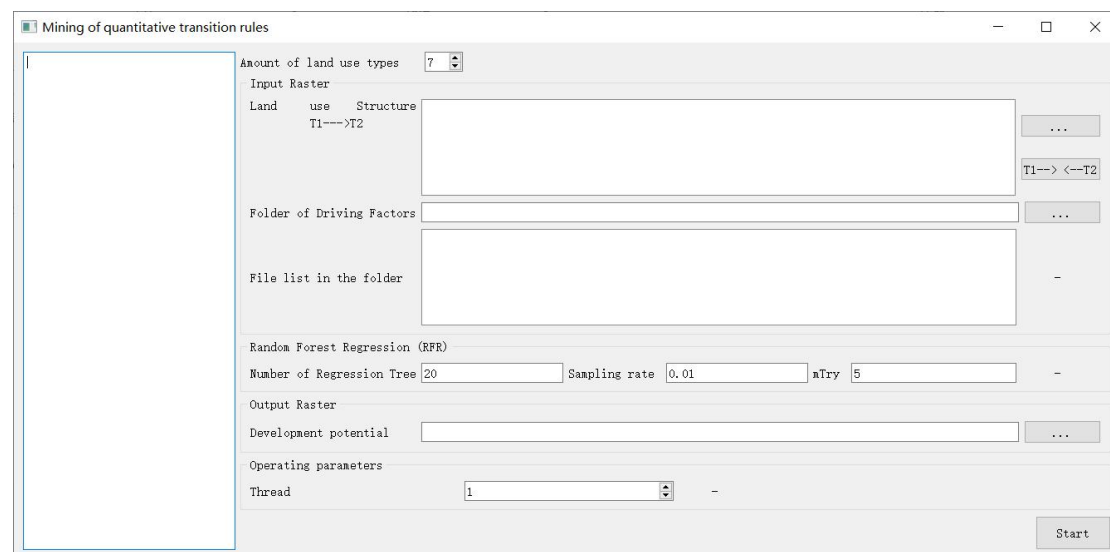 Mining of quantitative transition rules
Amount of land use types 7
Input Raster
Land use Structure
T1--->T2
...
T1--> <--T2
Folder of Driving Factors ...
File list in the folder -
Random Forest Regression (RFR)
Number of Regression Tree 20 Sampling rate 0.01 mTry 5 -
Output Raster
Development potential ...
Operating parameters
Thread 1 -
Start